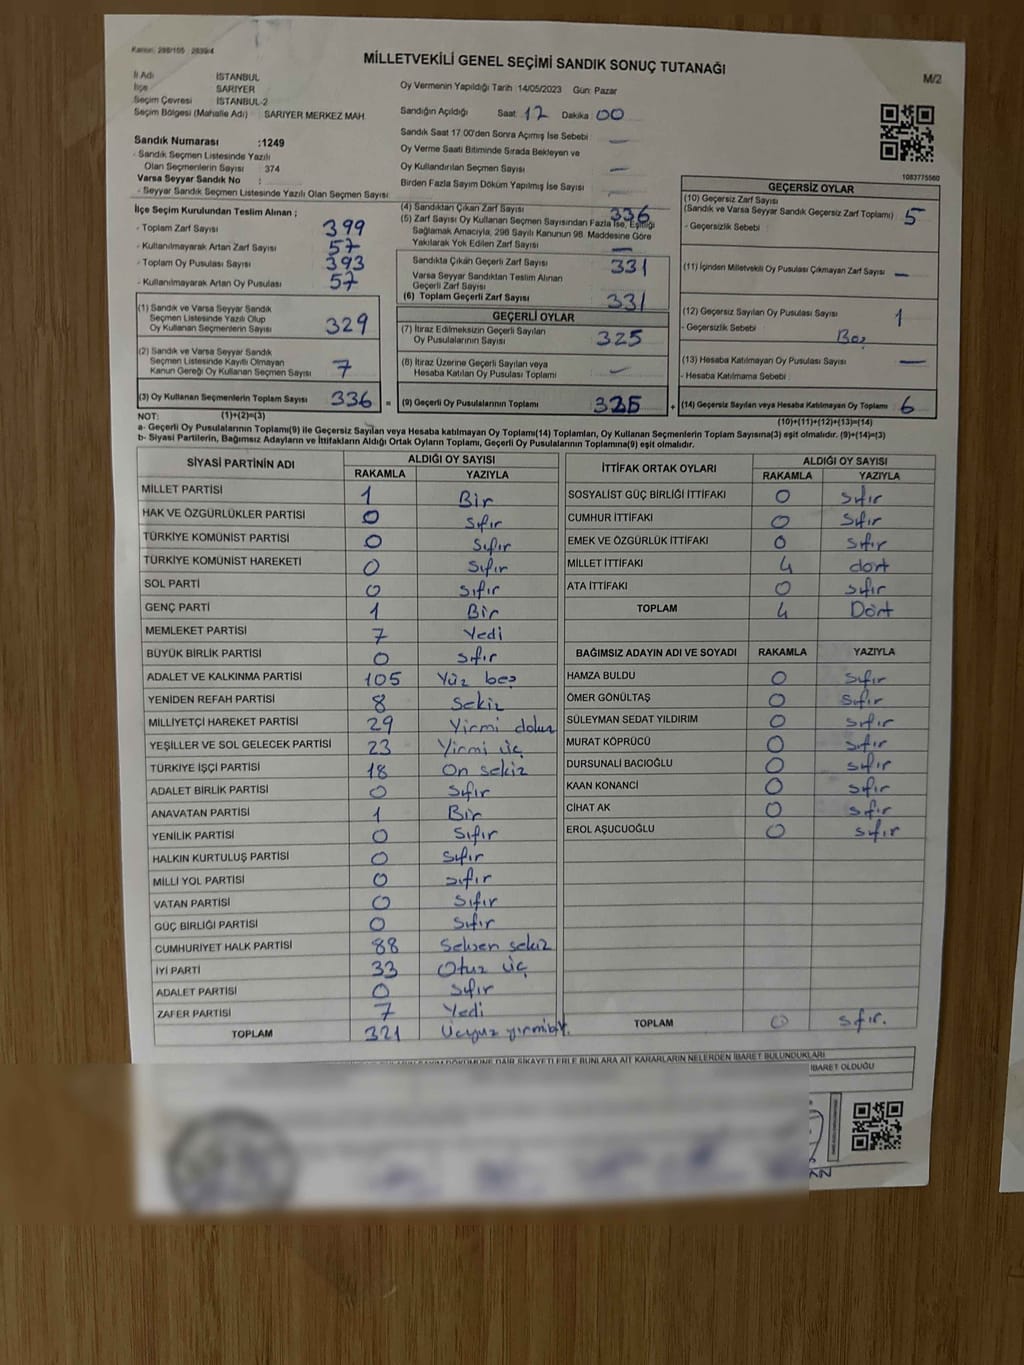 Kanun: 298/105 2839/4
MİLLETVEKİLİ GENEL SEÇİMİ SANDIK SONUÇ TUTANAĞI
M/2
İl Adı İSTANBUL
İlçe SARIYER
Seçim Çevresi İSTANBUL-2
Seçim Bölgesi (Mahalle Adı) SARIYER MERKEZ MAH.
Sandık Numarası :1249
- Sandık Seçmen Listesinde Yazılı
Olan Seçmenlerin Sayısı : 374
Varsa Seyyar Sandık No :
- Seyyar Sandık Seçmen Listesinde Yazılı Olan Seçmen Sayısı:
Oy Vermenin Yapıldığı Tarih 14/05/2023 Gün: Pazar
Sandığın Açıldığı Saat 17 Dakika 00
Sandık Saat 17.00'den Sonra Açımış İse Sebebi —
Oy Verme Saati Bitiminde Sırada Bekleyen ve
Oy Kullandırılan Seçmen Sayısı —
Birden Fazla Sayım Döküm Yapılmış İse Sayısı —
1083775560
İlçe Seçim Kurulundan Teslim Alınan ;
- Toplam Zarf Sayısı 399
- Kullanılmayarak Artan Zarf Sayısı 57
- Toplam Oy Pusulası Sayısı 393
- Kullanılmayarak Artan Oy Pusulası 57
(1) Sandık ve Varsa Seyyar Sandık
Seçmen Listesinde Yazılı Olup
Oy Kullanan Seçmenlerin Sayısı 329
(2) Sandık ve Varsa Seyyar Sandık
Seçmen Listesinde Kayıtlı Olmayan
Kanun Gereği Oy Kullanan Seçmen Sayısı 7
(3) Oy Kullanan Seçmenlerin Toplam Sayısı 336 =
(4) Sandıktan Çıkan Zarf Sayısı 336
(5) Zarf Sayısı Oy Kullanan Seçmen Sayısından Fazla İse, Eşitliği
Sağlamak Amacıyla, 298 Sayılı Kanunun 98. Maddesine Göre
Yakılarak Yok Edilen Zarf Sayısı —
Sandıkta Çıkan Geçerli Zarf Sayısı 331
Varsa Seyyar Sandıktan Teslim Alınan
Geçerli Zarf Sayısı
(6) Toplam Geçerli Zarf Sayısı 331
GEÇERLİ OYLAR
(7) İtiraz Edilmeksizin Geçerli Sayılan
Oy Pusulalarının Sayısı 325
(8) İtiraz Üzerine Geçerli Sayılan veya
Hesaba Katılan Oy Pusulası Toplamı —
(9) Geçerli Oy Pusulalarının Toplamı 325 +
GEÇERSİZ OYLAR
(10) Geçersiz Zarf Sayısı
(Sandık ve Varsa Seyyar Sandık Geçersiz Zarf Toplamı) 5
- Geçersizlik Sebebi :
(11) İçinden Milletvekili Oy Pusulası Çıkmayan Zarf Sayısı —
(12) Geçersiz Sayılan Oy Pusulası Sayısı 1
- Geçersizlik Sebebi : Boş
(13) Hesaba Katılmayan Oy Pusulası Sayısı —
- Hesaba Katılmama Sebebi :
(14) Geçersiz Sayılan veya Hesaba Katılmayan Oy Toplamı 6
NOT: (1)+(2)=(3) (10)+(11)+(12)+(13)=(14)
a- Geçerli Oy Pusulalarının Toplamı(9) ile Geçersiz Sayılan veya Hesaba katılmayan Oy Toplamı(14) Toplamları, Oy Kullanan Seçmenlerin Toplam Sayısına(3) eşit olmalıdır. (9)+(14)=(3)
b- Siyasi Partilerin, Bağımsız Adayların ve İttifakların Aldığı Ortak Oyların Toplamı, Geçerli Oy Pusulalarının Toplamına(9) eşit olmalıdır.
SİYASİ PARTİNİN ADI ALDIĞI OY SAYISI
RAKAMLA YAZIYLA
MİLLET PARTİSİ 1 Bir
HAK VE ÖZGÜRLÜKLER PARTİSİ 0 Sıfır
TÜRKİYE KOMÜNİST PARTİSİ 0 Sıfır
TÜRKİYE KOMÜNİST HAREKETİ 0 Sıfır
SOL PARTİ 0 Sıfır
GENÇ PARTİ 1 Bir
MEMLEKET PARTİSİ 7 Yedi
BÜYÜK BİRLİK PARTİSİ 0 Sıfır
ADALET VE KALKINMA PARTİSİ 105 Yüz beş
YENİDEN REFAH PARTİSİ 8 Sekiz
MİLLİYETÇİ HAREKET PARTİSİ 29 Yirmi dokuz
YEŞİLLER VE SOL GELECEK PARTİSİ 23 Yirmi üç
TÜRKİYE İŞÇİ PARTİSİ 18 On sekiz
ADALET BİRLİK PARTİSİ 0 Sıfır
ANAVATAN PARTİSİ 1 Bir
YENİLİK PARTİSİ 0 Sıfır
HALKIN KURTULUŞ PARTİSİ 0 Sıfır
MİLLİ YOL PARTİSİ 0 Sıfır
VATAN PARTİSİ 0 Sıfır
GÜÇ BİRLİĞİ PARTİSİ 0 Sıfır
CUMHURİYET HALK PARTİSİ 88 Seksen sekiz
İYİ PARTİ 33 Otuz üç
ADALET PARTİSİ 0 Sıfır
ZAFER PARTİSİ 7 Yedi
TOPLAM 321 Üçyüz yirmibir.
İTTİFAK ORTAK OYLARI ALDIĞI OY SAYISI
RAKAMLA YAZIYLA
SOSYALİST GÜÇ BİRLİĞİ İTTİFAKI 0 Sıfır
CUMHUR İTTİFAKI 0 Sıfır
EMEK VE ÖZGÜRLÜK İTTİFAKI 0 Sıfır
MİLLET İTTİFAKI 4 dört
ATA İTTİFAKI 0 Sıfır
TOPLAM 4 Dört
BAĞIMSIZ ADAYIN ADI VE SOYADI RAKAMLA YAZIYLA
HAMZA BULDU 0 Sıfır
ÖMER GÖNÜLTAŞ 0 Sıfır
SÜLEYMAN SEDAT YILDIRIM 0 Sıfır
MURAT KÖPRÜCÜ 0 Sıfır
DURSUNALİ BACIOĞLU 0 Sıfır
KAAN KONANCİ 0 Sıfır
CİHAT AK 0 Sıfır
EROL AŞUCUOĞLU 0 Sıfır
TOPLAM 0 Sıfır.
DÖKÜMÜNE DAİR ŞİKAYETLERLE BUNLARA AİT KARARLARIN NELERDEN İBARET BULUNDUKLARI
İBARET OLDUĞU